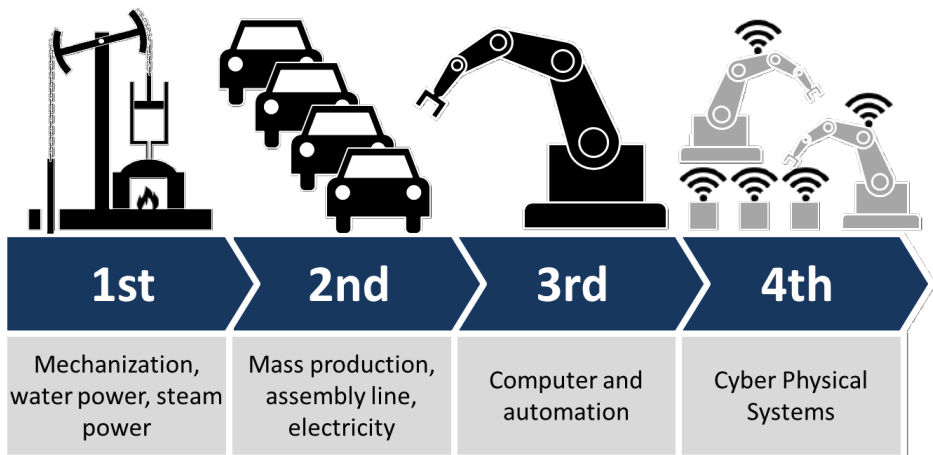 1st
2nd
3rd
4th
Mechanization,
water power, steam
power
Mass production,
assembly line,
electricity
Computer and
automation
Cyber Physical
Systems